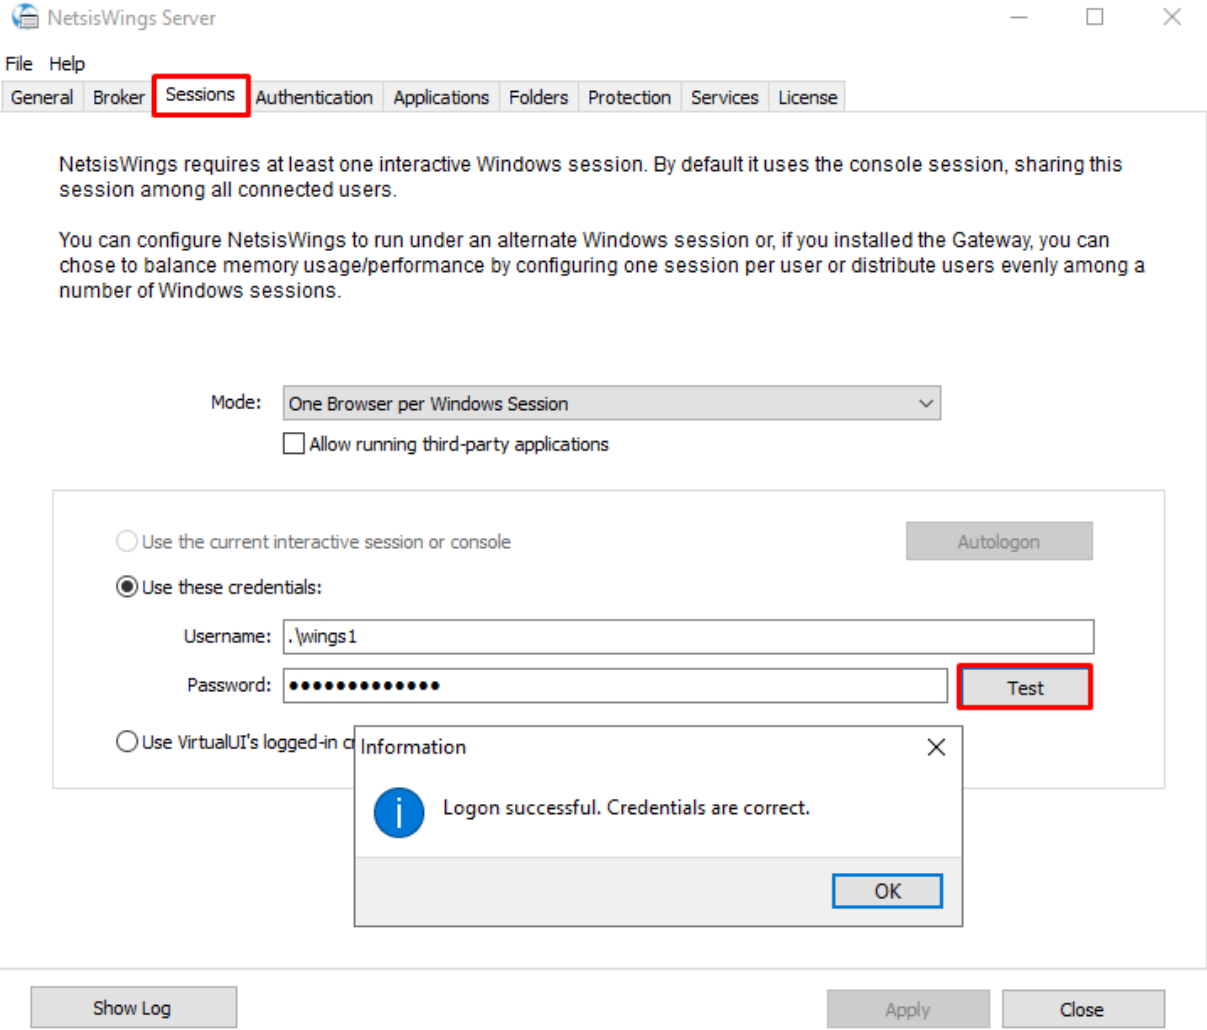 NetsisWings Server
File Help
General Broker Sessions Authentication Applications Folders Protection Services License
NetsisWings requires at least one interactive Windows session. By default it uses the console session, sharing this
session among all connected users.
You can configure NetsisWings to run under an alternate Windows session or, if you installed the Gateway, you can
chose to balance memory usage/performance by configuring one session per user or distribute users evenly among a
number of Windows sessions.
Mode: One Browser per Windows Session
Allow running third-party applications
Use the current interactive session or console Autologon
Use these credentials:
Username: .\wings1
Password: ●●●●●●●●●●●●● Test
Use VirtualUI's logged-in
Information
Logon successful. Credentials are correct.
OK
Show Log Apply Close